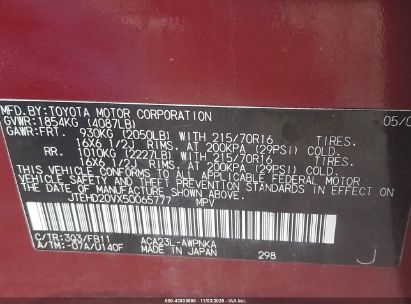 MFD.BY:TOYOTA MOTOR CORPORATION 05/0
GVWR:1854KG (4087LB)
GAWR:FRT. 930KG (2050LB) WITH 215/70R16 TIRES.
16X6 1/2J RIMS. AT 200KPA (29PSI) COLD.
RR. 1010KG (2227LB) WITH 215/70R16 TIRES.
16X6 1/2J RIMS. AT 200KPA (29PSI) COLD.
THIS VEHICLE CONFORMS TO ALL APPLICABLE FEDERAL MOTOR
VEHICLE SAFETY STANDARDS IN EFFECT ON THE DATE OF
MANUFACTURE SHOWN ABOVE.
JTEHD20VX50065777 MPV
C/TR:3Q3/FB11 ACA23L-AWPNKA
A/TM:-07A/U140F MADE IN JAPAN 298 J